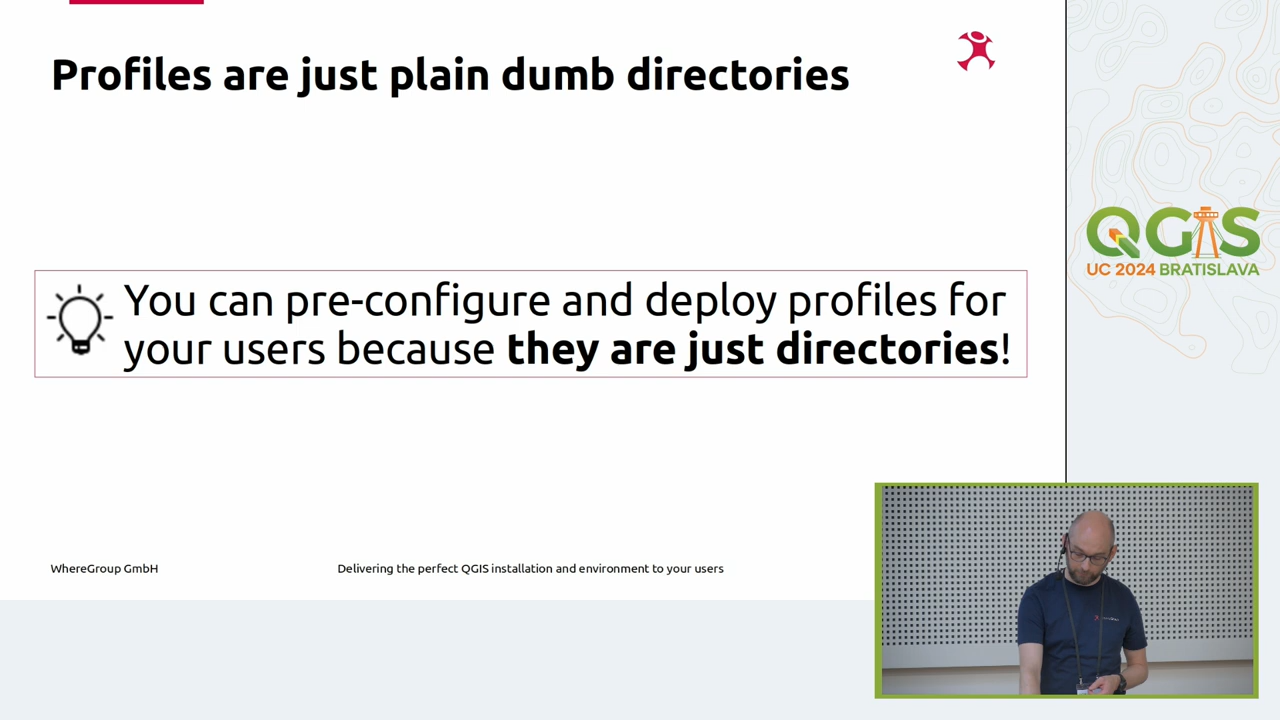 Profiles are just plain dumb directories
You can pre-configure and deploy profiles for
your users because they are just directories!
WhereGroup GmbH
Delivering the perfect QGIS installation and environment to your users
QGIS
UC 2024 BRATISLAVA